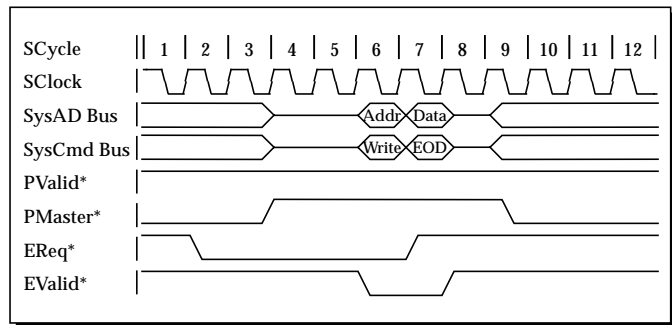 SCycle 1 2 3 4 5 6 7 8 9 10 11 12
SClock
SysAD Bus Addr Data
SysCmd Bus Write EOD
PValid*
PMaster*
EReq*
EValid*